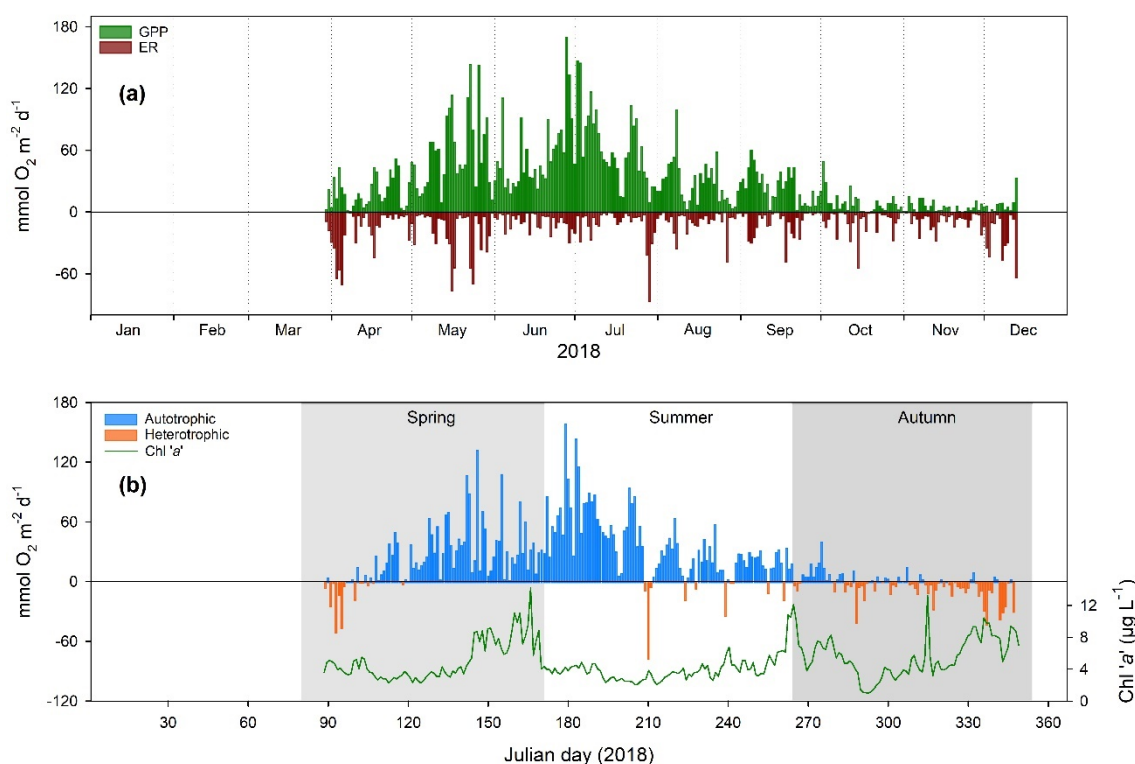 180
120
60
0
-60
mmol O₂ m⁻² d⁻¹
GPP
ER
(a)
Jan Feb Mar Apr May Jun Jul Aug Sep Oct Nov Dec
2018
180
120
60
0
-60
-120
mmol O₂ m⁻² d⁻¹
Autotrophic
Heterotrophic
Chl 'a'
(b)
Spring Summer Autumn
12
8
4
0
Chl 'a' (µg L⁻¹)
30 60 90 120 150 180 210 240 270 300 330 360
Julian day (2018)